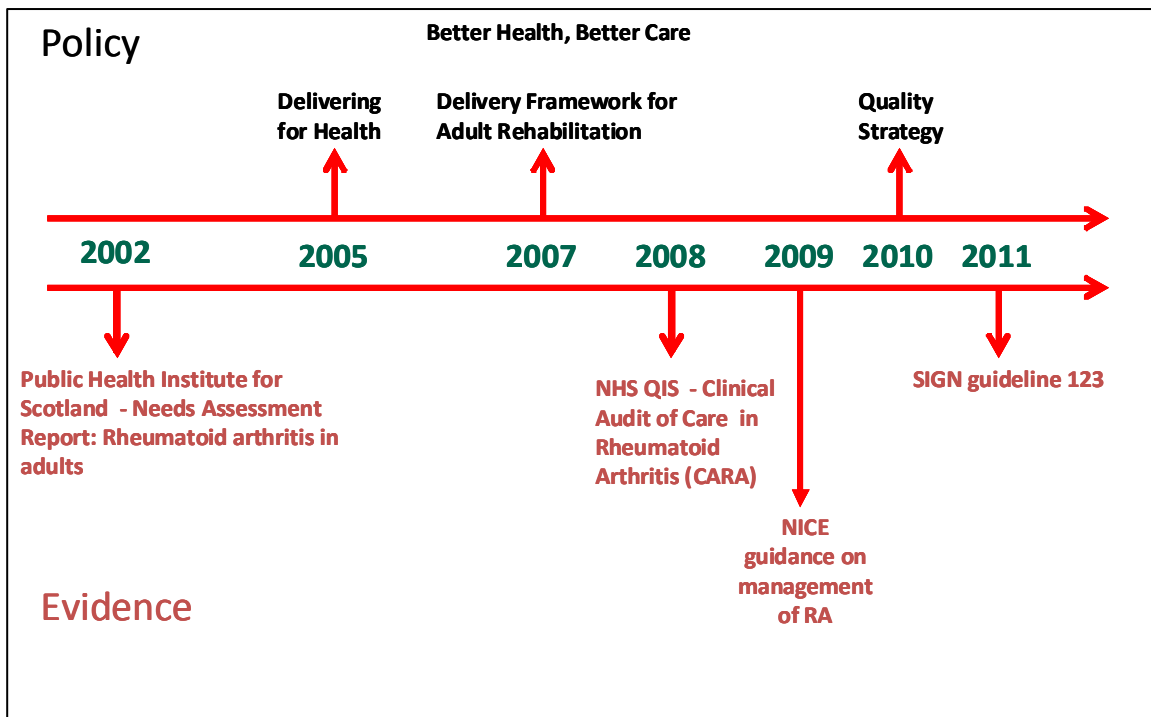 Policy
Better Health, Better Care
Delivering
for Health
Delivery Framework for
Adult Rehabilitation
Quality
Strategy
2002
2005
2007
2008
2009
2010
2011
Public Health Institute for
Scotland - Needs Assessment
Report: Rheumatoid arthritis in
adults
NHS QIS - Clinical
Audit of Care in
Rheumatoid
Arthritis (CARA)
NICE
guidance on
management
of RA
SIGN guideline 123
Evidence